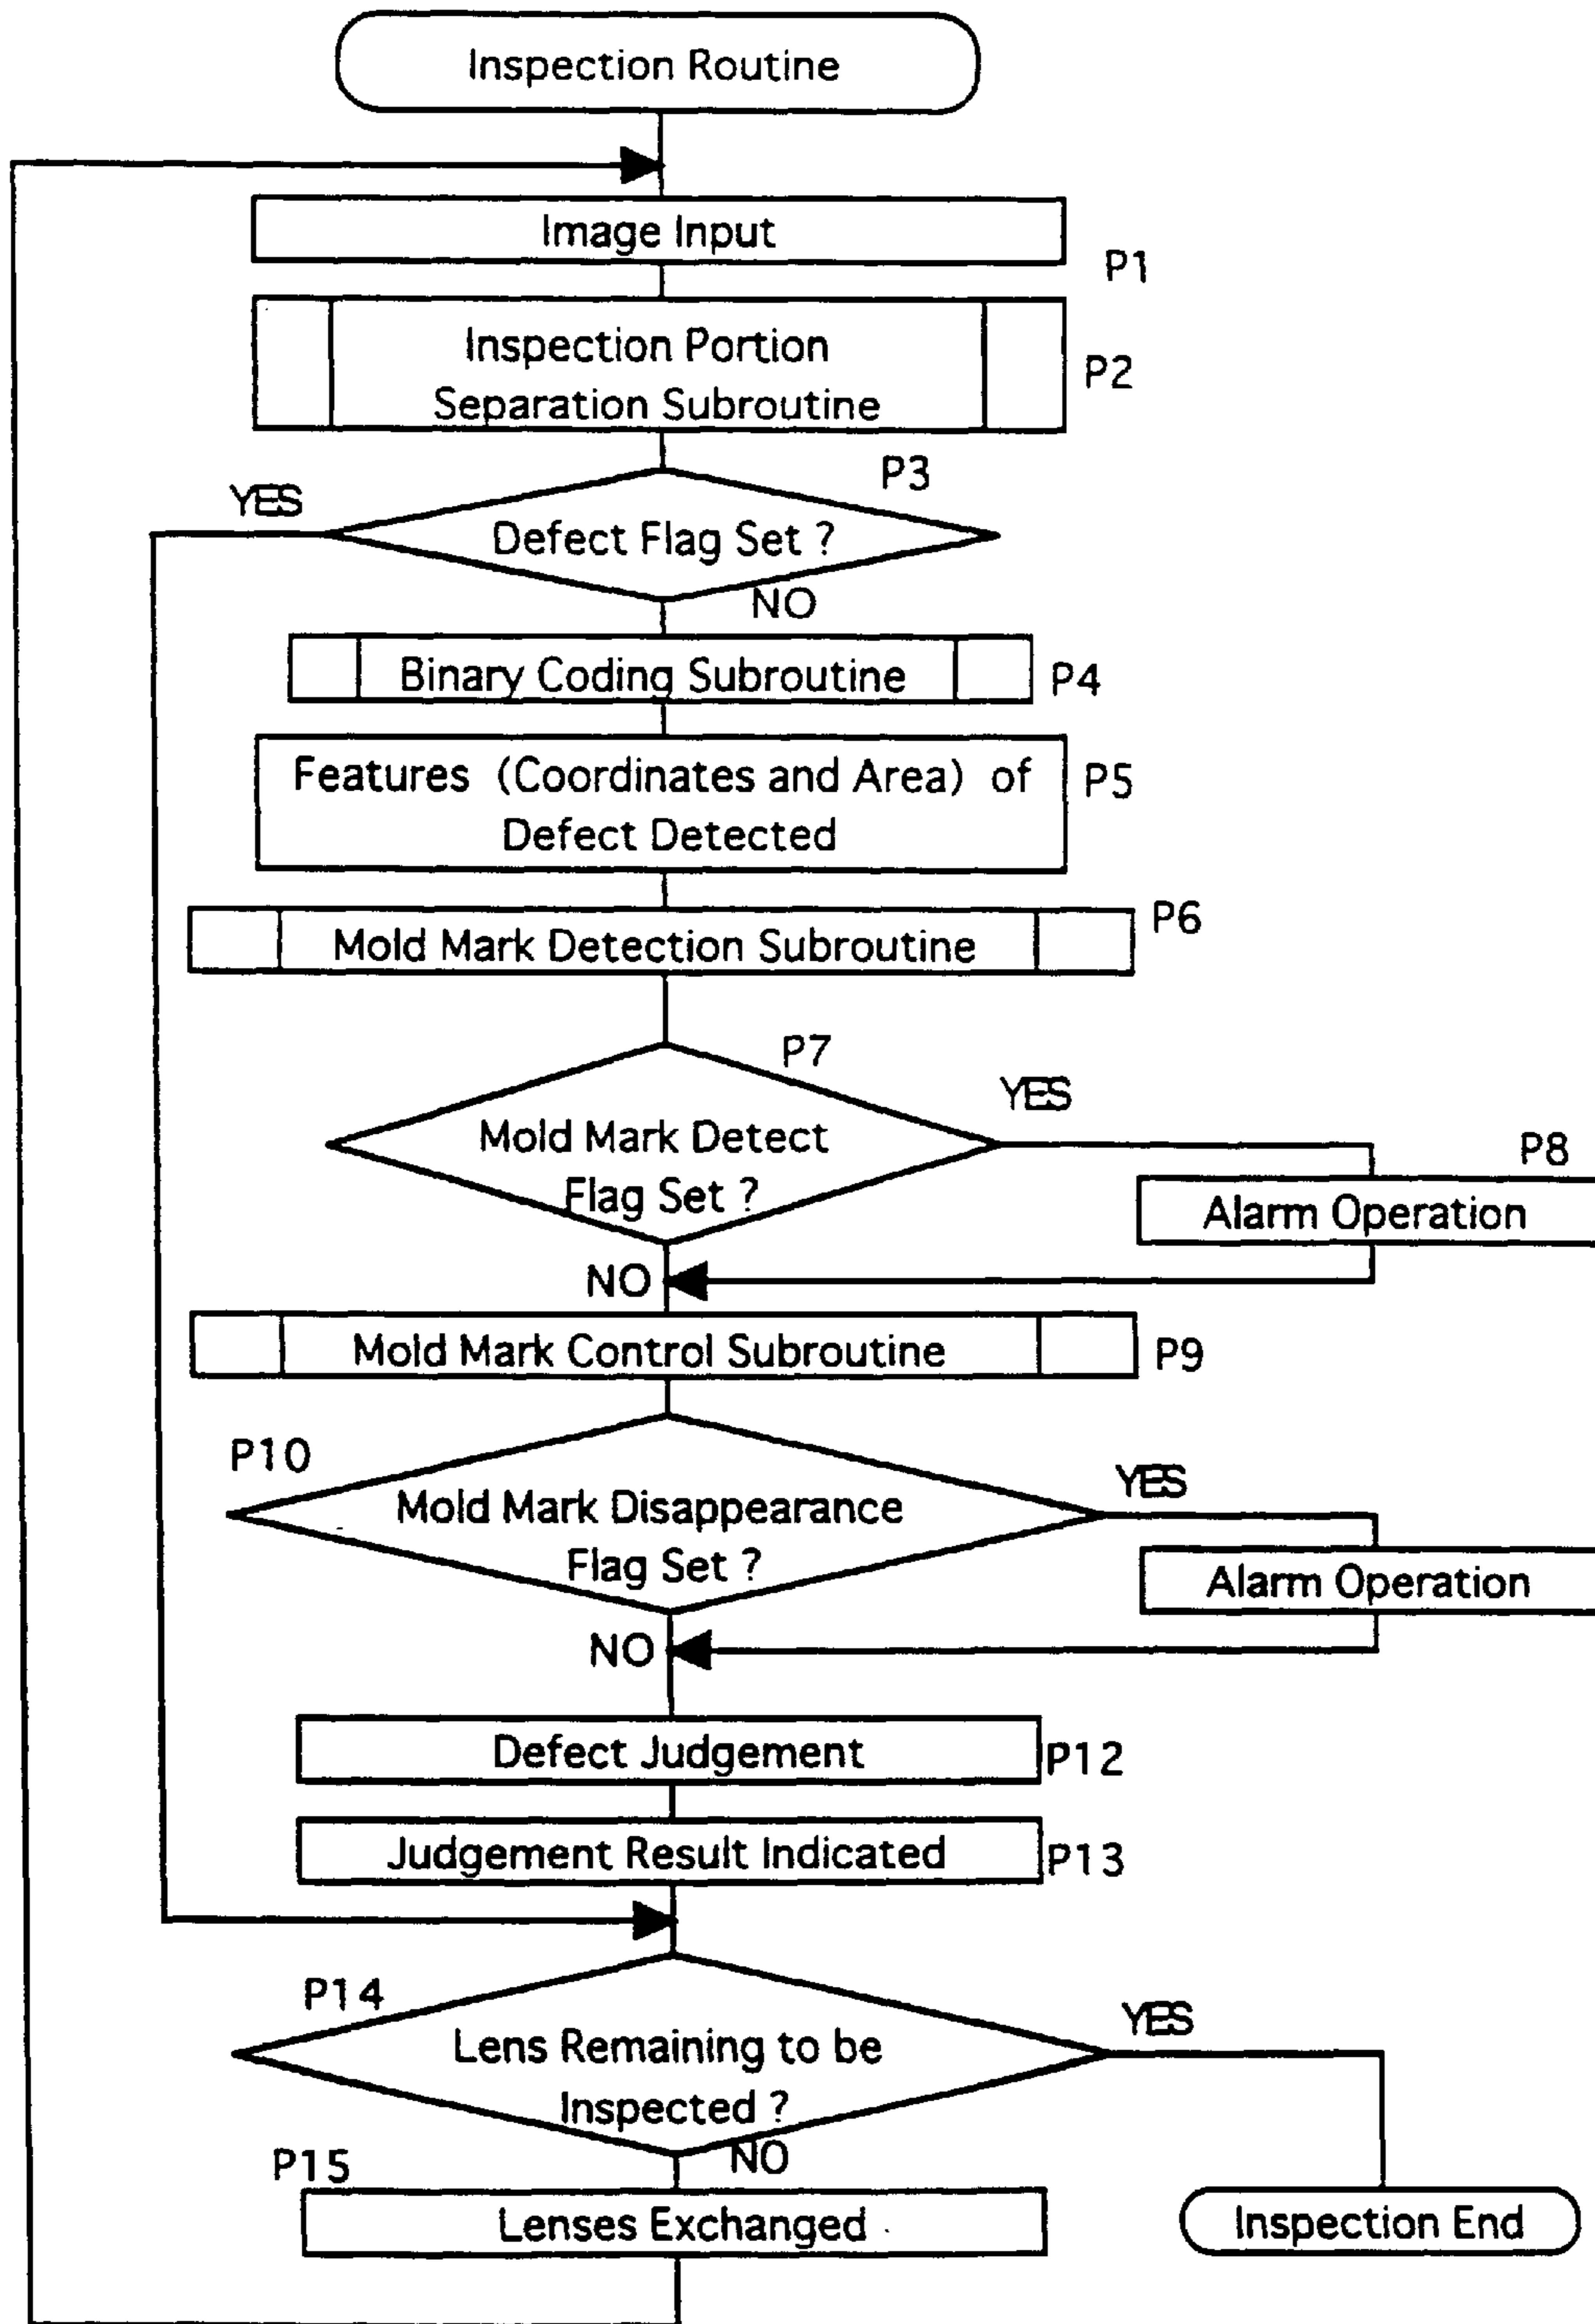 Inspection Routine
Image Input
P1
Inspection Portion
Separation Subroutine
P2
P3
YES
Defect Flag Set ?
NO
Binary Coding Subroutine
P4
Features (Coordinates and Area) of
Defect Detected
P5
P6
Mold Mark Detection Subroutine
P7
YES
Mold Mark Detect
Flag Set ?
P8
Alarm Operation
NO
Mold Mark Control Subroutine
P9
P10
YES
Mold Mark Disappearance
Flag Set ?
Alarm Operation
NO
Defect Judgement
P12
Judgement Result Indicated
P13
P14
YES
Lens Remaining to be
Inspected ?
NO
P15
Lenses Exchanged
Inspection End